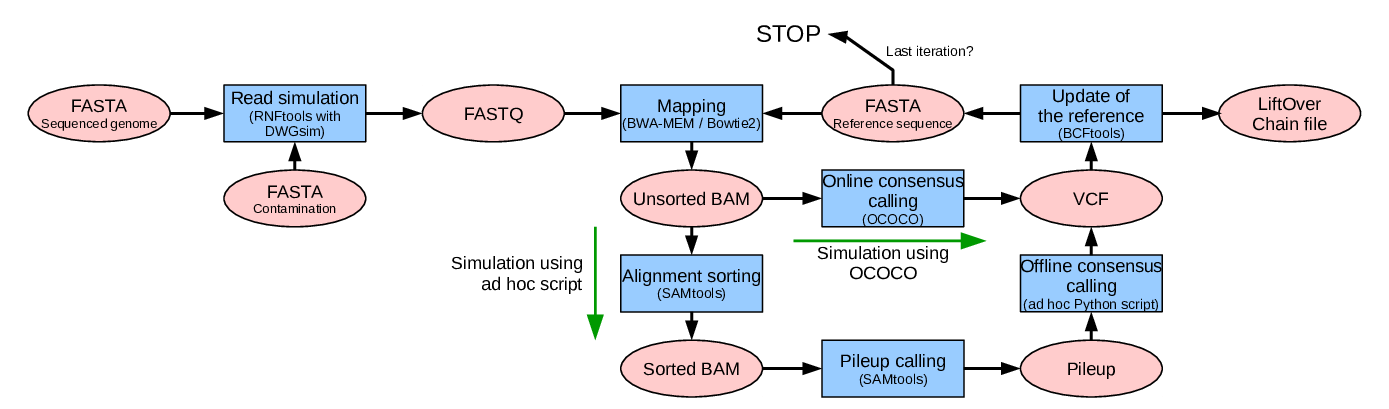 STOP
Last iteration?
FASTA
Sequenced genome
Read simulation
(RNFtools with
DWGsim)
FASTQ
Mapping
(BWA-MEM / Bowtie2)
FASTA
Reference sequence
Update of
the reference
(BCFtools)
LiftOver
Chain file
FASTA
Contamination
Unsorted BAM
Online consensus
calling
(OCOCO)
VCF
Simulation using
ad hoc script
Simulation using
OCOCO
Alignment sorting
(SAMtools)
Offline consensus
calling
(ad hoc Python script)
Sorted BAM
Pileup calling
(SAMtools)
Pileup